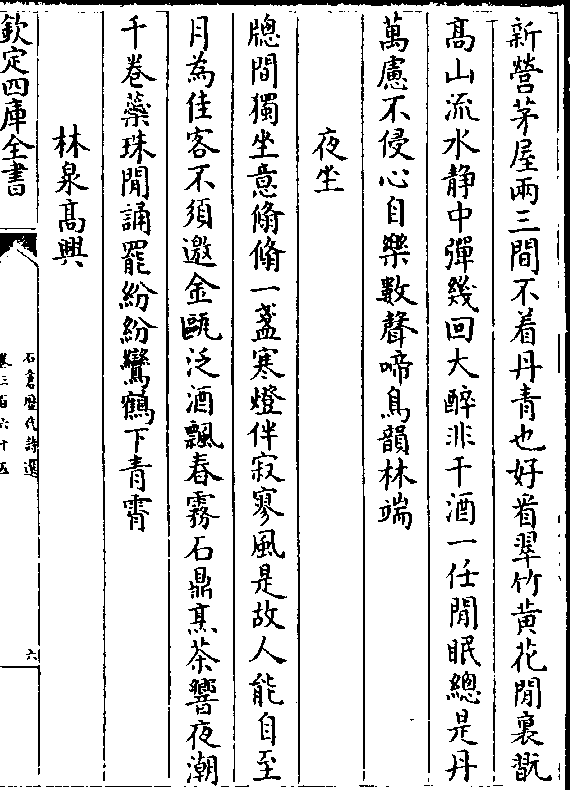 新營茅屋兩三間不着丹青也好看翠竹黄花閒裏翫
髙山流水静中彈幾回大醉非干酒一任閒眠總是丹
萬慮不侵心自樂數聲啼鳥韻林端
夜坐
牕間獨坐意翛翛一盞寒燈伴寂寥風是故人能自至
月為佳客不須邀金甌泛酒飄春霧石鼎烹茶響夜潮
千卷蘂珠閒誦罷紛紛鸞鶴下青霄
林泉髙興
欽定四庫全書
石倉歴代詩選
卷三百六十五
六